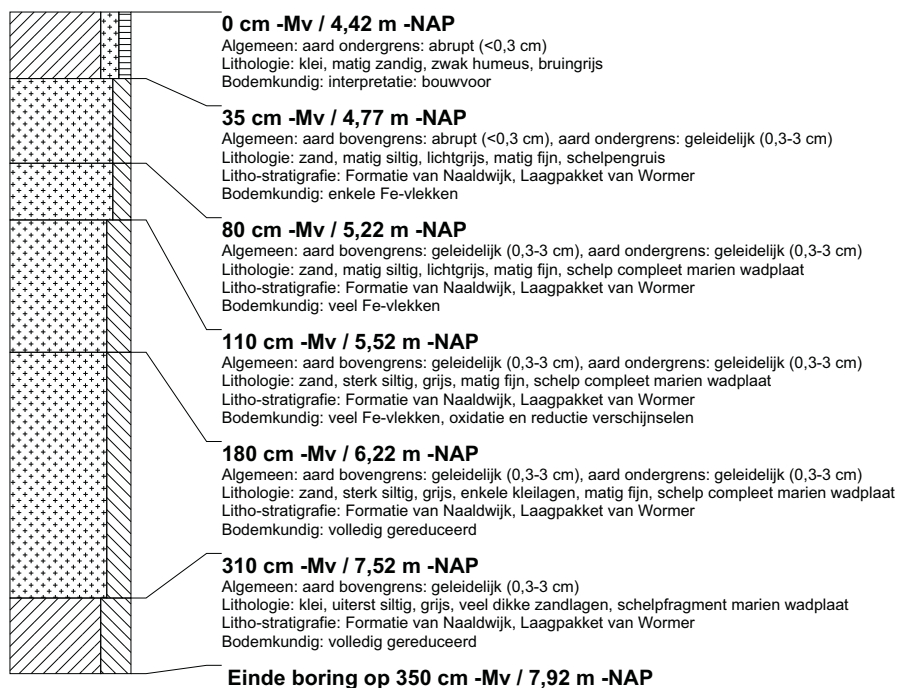 0 cm -Mv / 4,42 m -NAP
Algemeen: aard ondergrens: abrupt (<0,3 cm)
Lithologie: klei, matig zandig, zwak humeus, bruingrijs
Bodemkundig: interpretatie: bouwvoor
35 cm -Mv / 4,77 m -NAP
Algemeen: aard bovengrens: abrupt (<0,3 cm), aard ondergrens: geleidelijk (0,3-3 cm)
Lithologie: zand, matig siltig, lichtgrijs, matig fijn, schelpengruis
Litho-stratigrafie: Formatie van Naaldwijk, Laagpakket van Wormer
Bodemkundig: enkele Fe-vlekken
80 cm -Mv / 5,22 m -NAP
Algemeen: aard bovengrens: geleidelijk (0,3-3 cm), aard ondergrens: geleidelijk (0,3-3 cm)
Lithologie: zand, matig siltig, lichtgrijs, matig fijn, schelp compleet marien wadplaat
Litho-stratigrafie: Formatie van Naaldwijk, Laagpakket van Wormer
Bodemkundig: veel Fe-vlekken
110 cm -Mv / 5,52 m -NAP
Algemeen: aard bovengrens: geleidelijk (0,3-3 cm), aard ondergrens: geleidelijk (0,3-3 cm)
Lithologie: zand, sterk siltig, grijs, matig fijn, schelp compleet marien wadplaat
Litho-stratigrafie: Formatie van Naaldwijk, Laagpakket van Wormer
Bodemkundig: veel Fe-vlekken, oxidatie en reductie verschijnselen
180 cm -Mv / 6,22 m -NAP
Algemeen: aard bovengrens: geleidelijk (0,3-3 cm), aard ondergrens: geleidelijk (0,3-3 cm)
Lithologie: zand, sterk siltig, grijs, enkele kleilagen, matig fijn, schelp compleet marien wadplaat
Litho-stratigrafie: Formatie van Naaldwijk, Laagpakket van Wormer
Bodemkundig: volledig gereduceerd
310 cm -Mv / 7,52 m -NAP
Algemeen: aard bovengrens: geleidelijk (0,3-3 cm)
Lithologie: klei, uiterst siltig, grijs, veel dikke zandlagen, schelpfragment marien wadplaat
Litho-stratigrafie: Formatie van Naaldwijk, Laagpakket van Wormer
Bodemkundig: volledig gereduceerd
Einde boring op 350 cm -Mv / 7,92 m -NAP